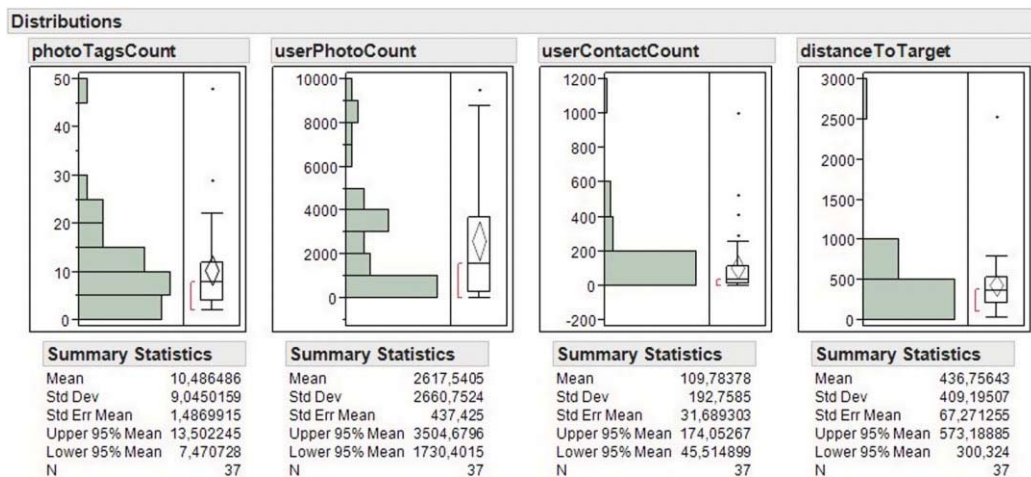 Distributions
photoTagsCount
50
40
30
20
10
0
Summary Statistics
Mean 10,486486
Std Dev 9,0450159
Std Err Mean 1,4869915
Upper 95% Mean 13,502245
Lower 95% Mean 7,470728
N 37
userPhotoCount
10000
8000
6000
4000
2000
0
Summary Statistics
Mean 2617,5405
Std Dev 2660,7524
Std Err Mean 437,425
Upper 95% Mean 3504,6796
Lower 95% Mean 1730,4015
N 37
userContactCount
1200
1000
800
600
400
200
0
-200
Summary Statistics
Mean 109,78378
Std Dev 192,7585
Std Err Mean 31,689303
Upper 95% Mean 174,05267
Lower 95% Mean 45,514899
N 37
distanceToTarget
3000
2500
2000
1500
1000
500
0
Summary Statistics
Mean 436,75643
Std Dev 409,19507
Std Err Mean 67,271255
Upper 95% Mean 573,18885
Lower 95% Mean 300,324
N 37